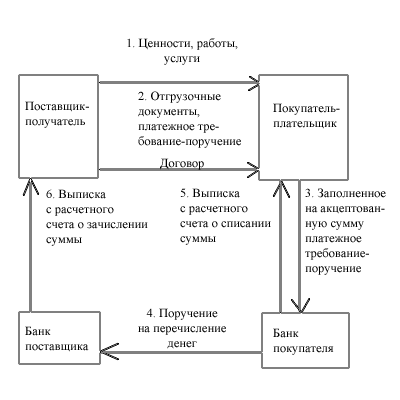 1. Ценности, работы,
услуги
Поставщик-
получатель
2. Отгрузочные
документы,
платежное тре-
бование-поручение
Договор
Покупатель-
плательщик
6. Выписка
с расчетного
счета о зачислении
суммы
5. Выписка
с расчетного
счета о списании
суммы
3. Заполненное
на акцептован-
ную сумму
платежное
требование-
поручение
4. Поручение
на перечисление
денег
Банк
поставщика
Банк
покупателя